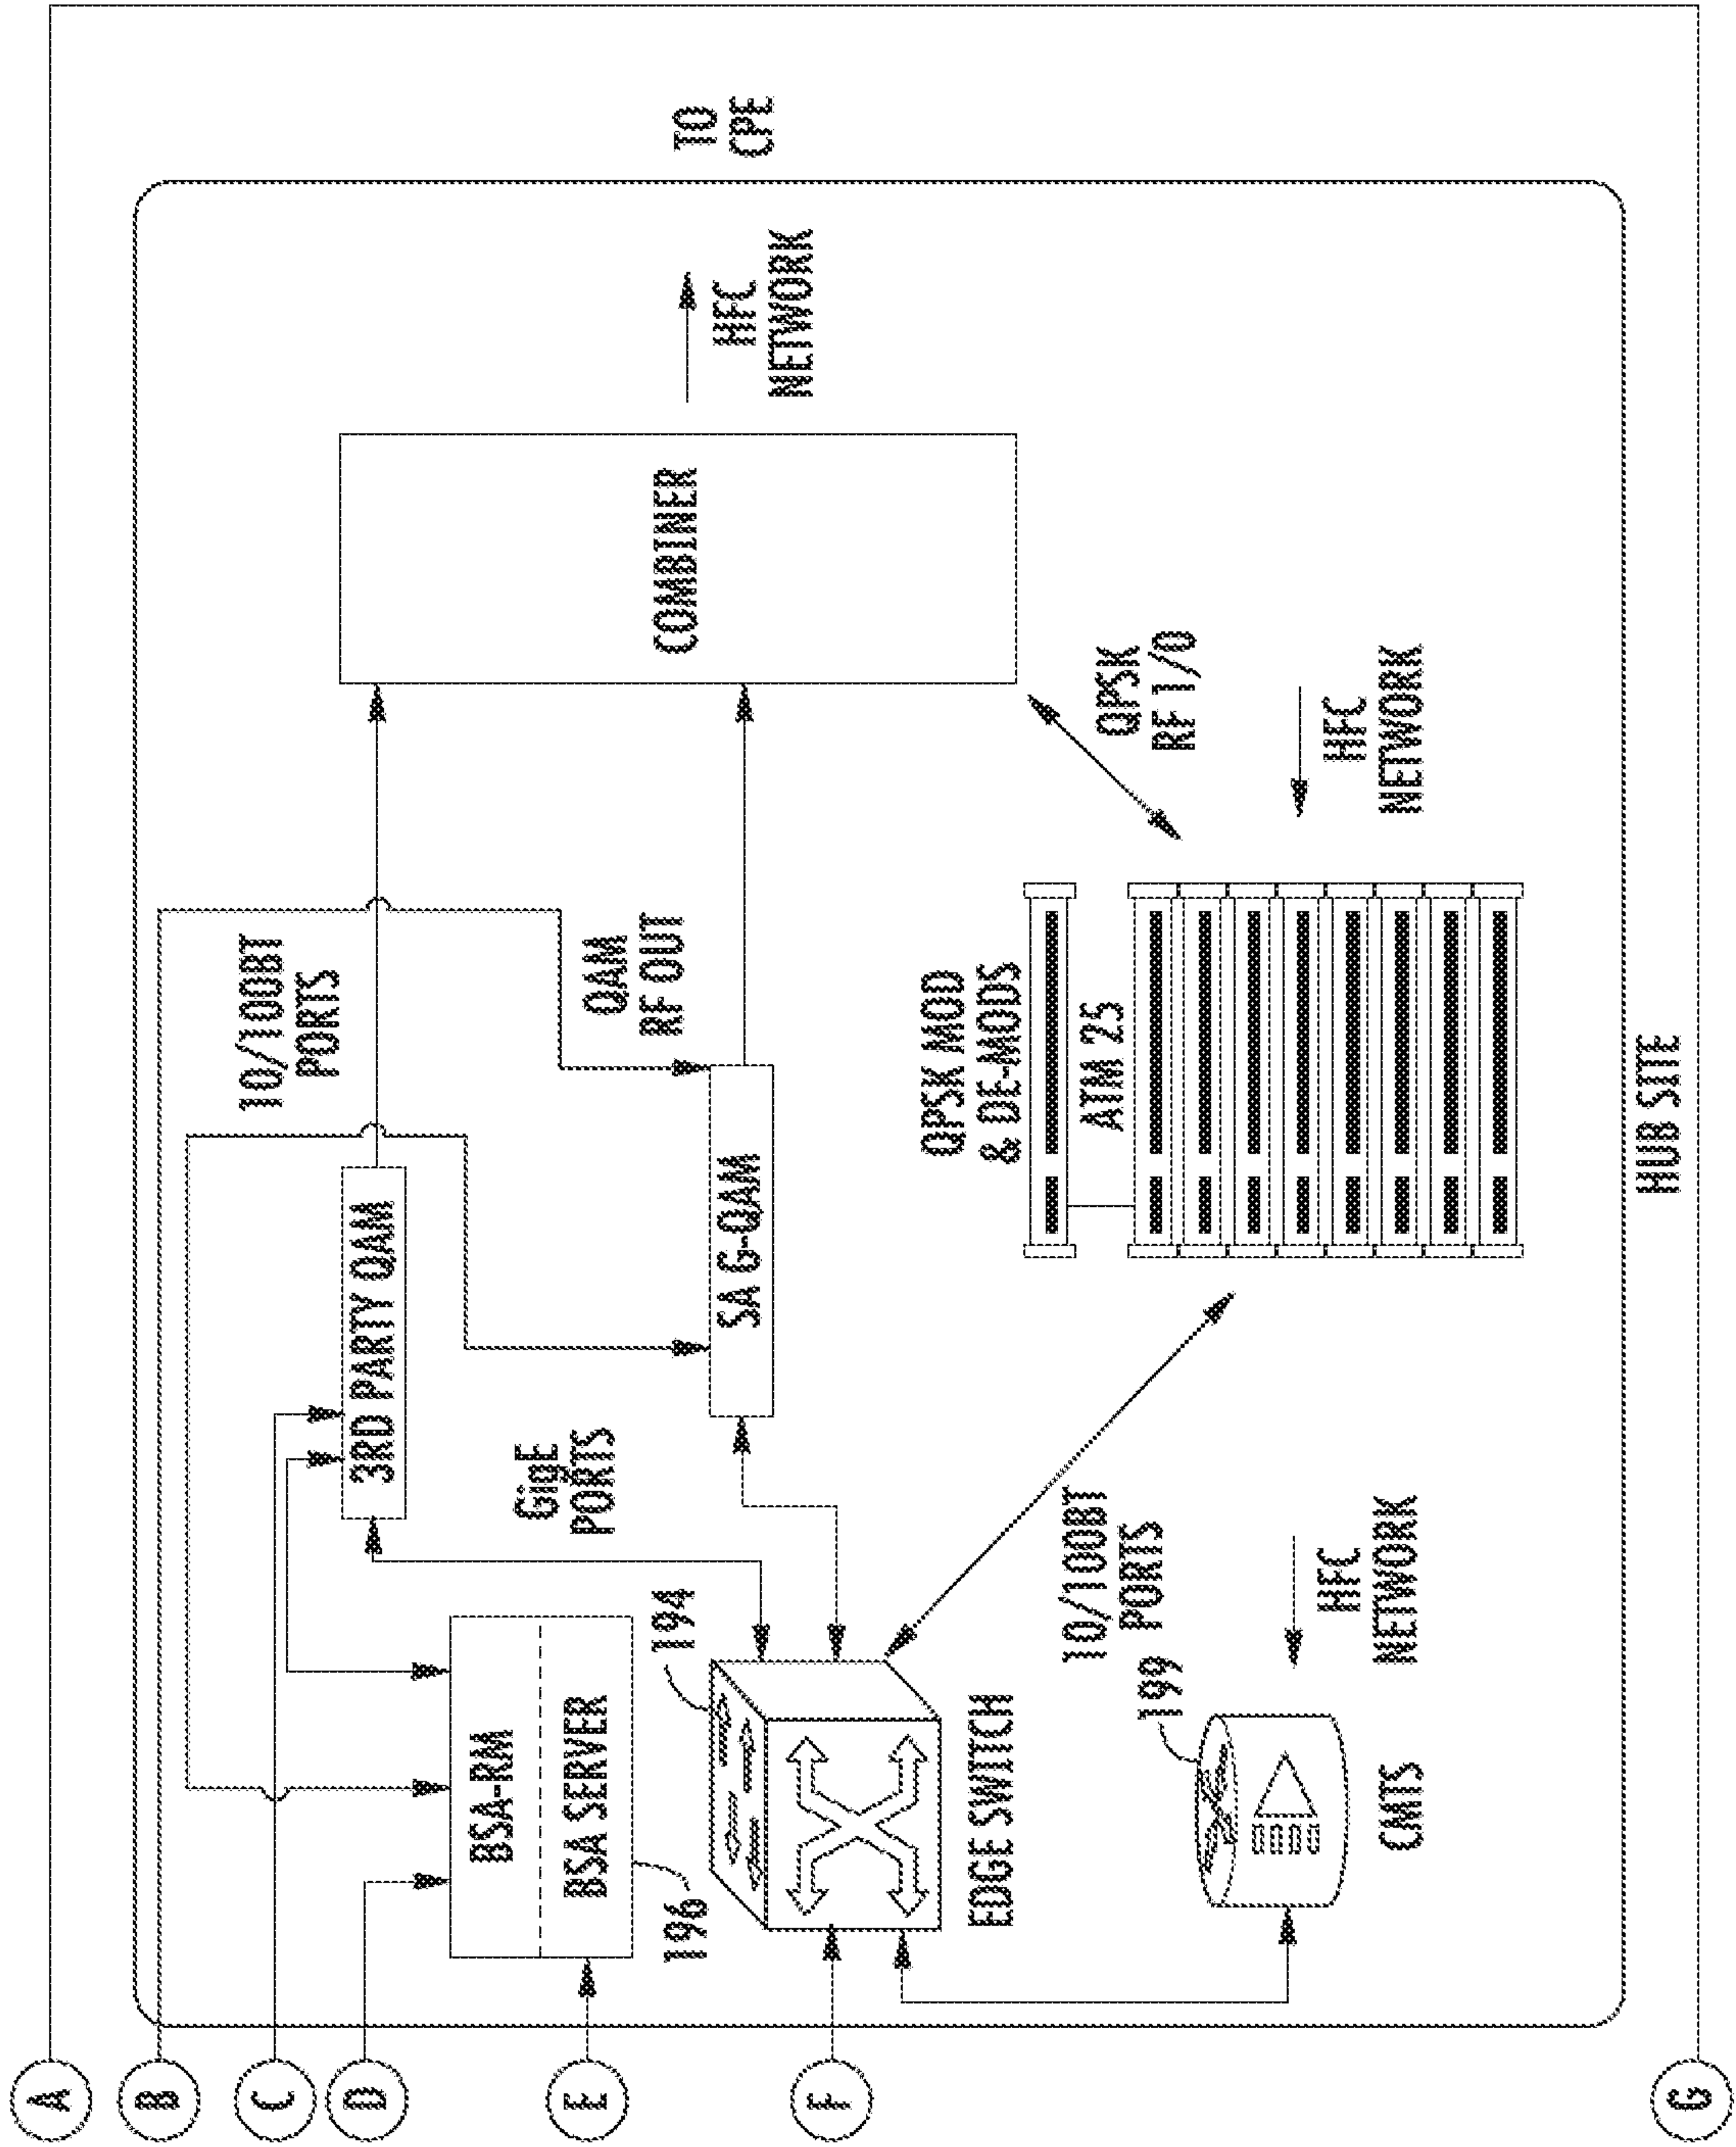 A
B
C
D
E
F
G
TO
CPE
10/100BT
PORTS
3RD PARTY QAM
COMBINER
HFC
NETWORK
QAM
RF OUT
SA G-QAM
GigE
PORTS
BSA-RM
BSA SERVER
196
194
EDGE SWITCH
QPSK MOD
& DE-MODS
ATM 25
QPSK
RF 1/0
HFC
NETWORK
10/100BT
PORTS
199
CMTS
HFC
NETWORK
HUB SITE